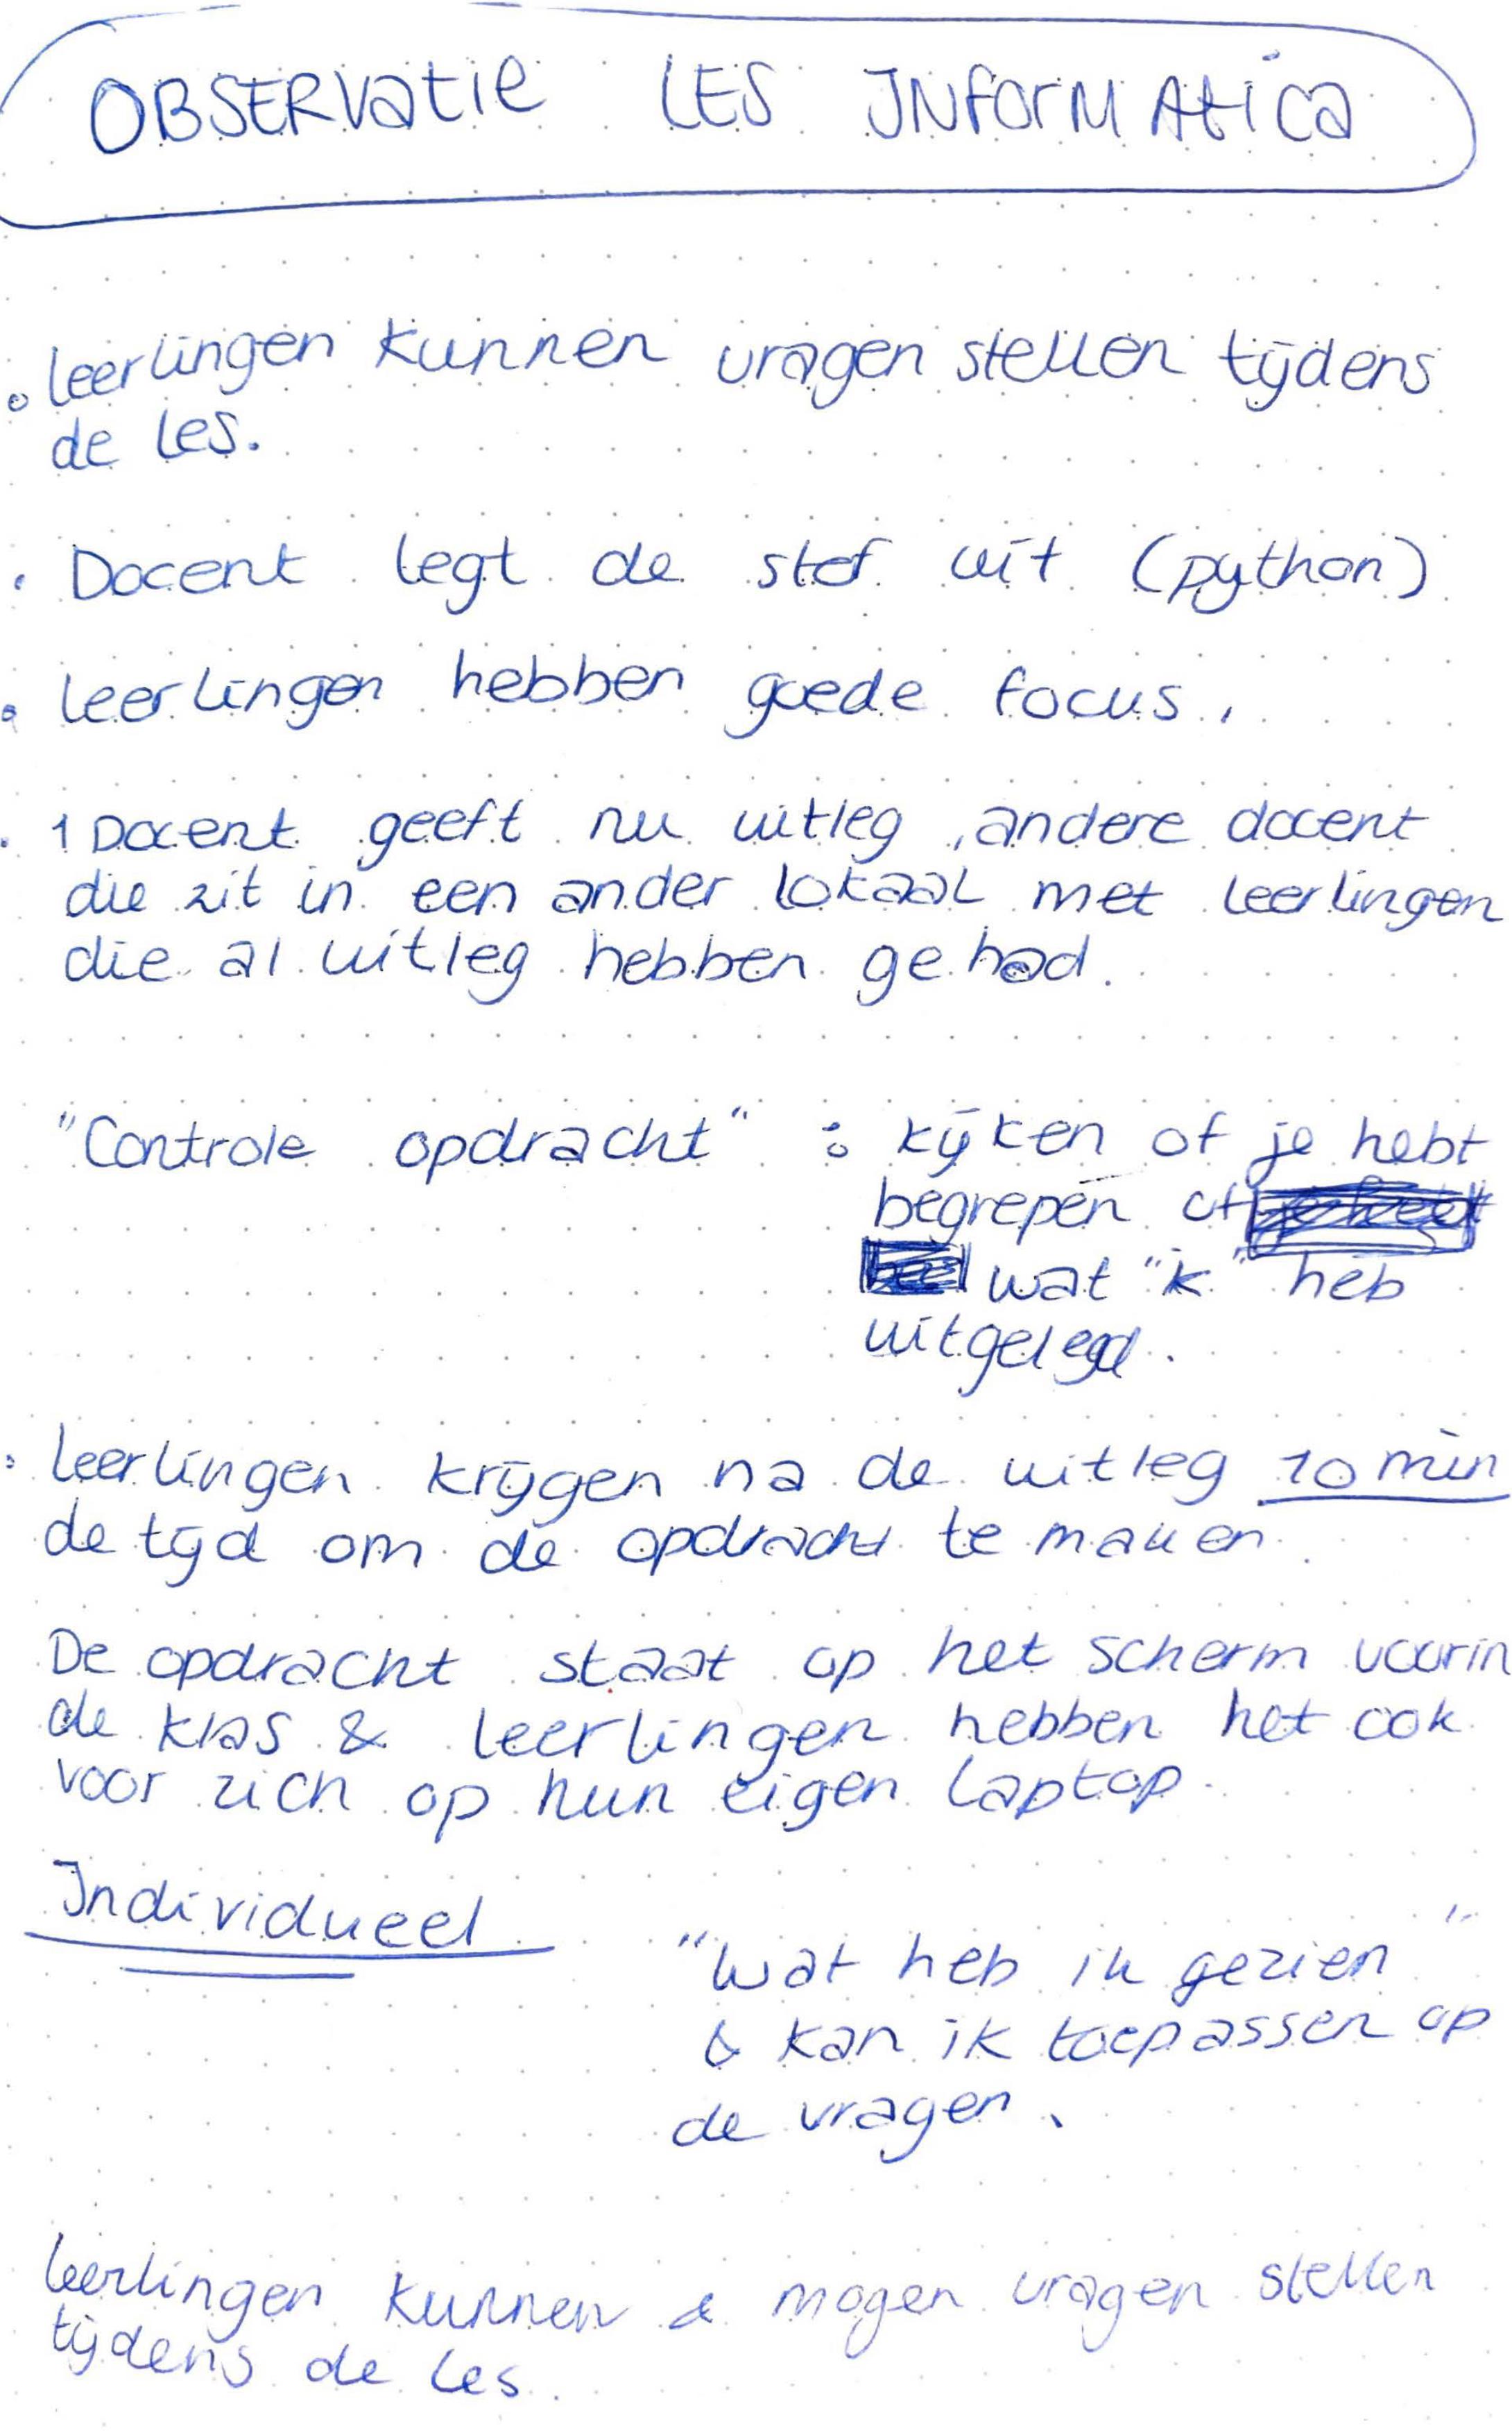 OBSERVATIE LES INFORMATICA
leerlingen kunnen vragen stellen tijdens
de les.
Docent legt de stof uit (python)
leerlingen hebben goede focus.
1 Docent geeft nu uitleg, andere docent
die zit in een ander lokaal met leerlingen
die al uitleg hebben gehad.
"Controle opdracht" : kijken of je hebt
begrepen of
wat "ik" heb
uitgelegd.
leerlingen krijgen na de uitleg 10 min
de tijd om de opdracht te maken.
De opdracht staat op het scherm voorin
de klas & leerlingen hebben het ook
voor zich op hun eigen laptop.
Individueel
"Wat heb ik gezien"
& kan ik toepassen op
de vragen.
leerlingen kunnen & mogen vragen stellen
tijdens de les.